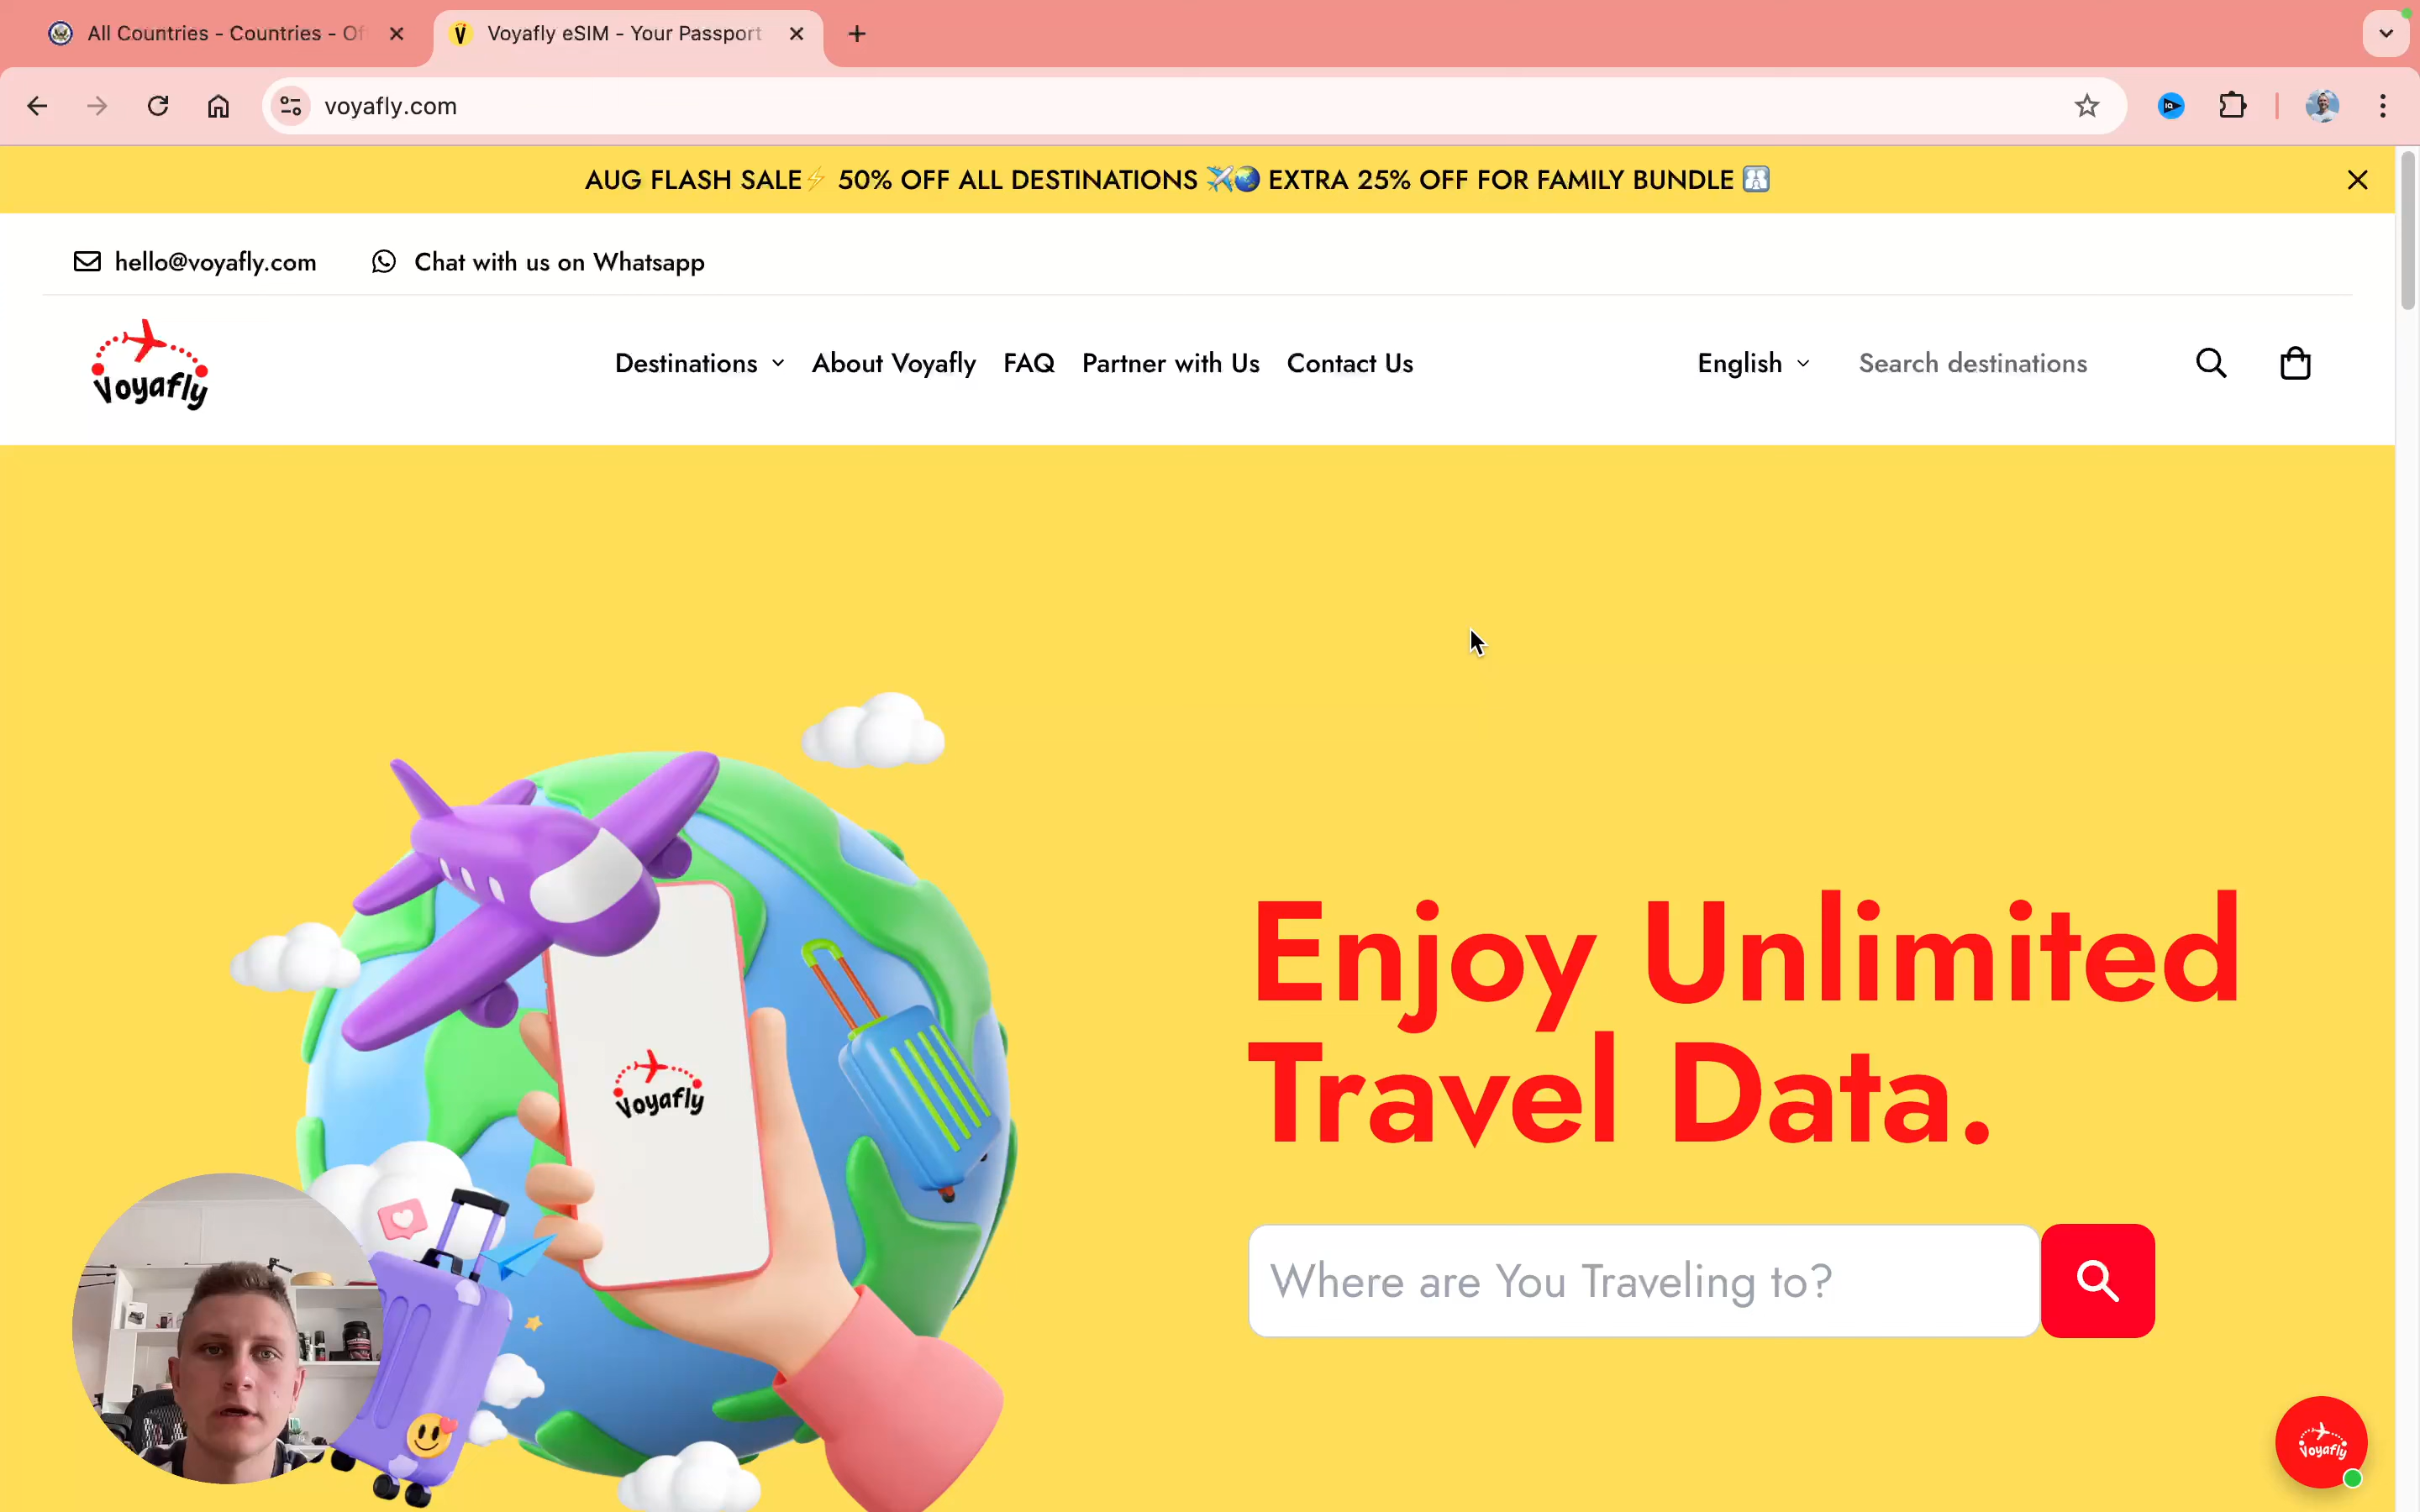 All Countries - Countries - Of
Voyafly eSIM - Your Passport
voyafly.com
AUG FLASH SALE⚡ 50% OFF ALL DESTINATIONS ✈️🌏 EXTRA 25% OFF FOR FAMILY BUNDLE
hello@voyafly.com
Chat with us on Whatsapp
Voyafly
Destinations
About Voyafly
FAQ
Partner with Us
Contact Us
English
Search destinations
Voyafly
Enjoy Unlimited
Travel Data.
Where are You Traveling to?
Voyafly